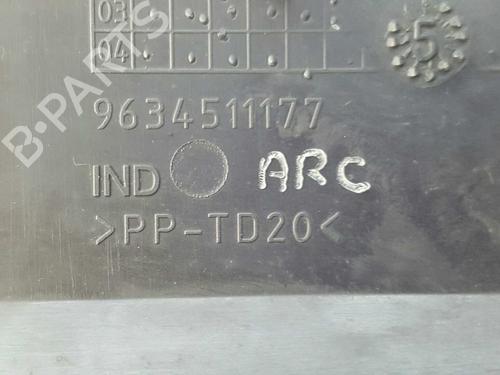 03
04
5
9634511177
IND ARC
>PP-TD20<
B-PARTS